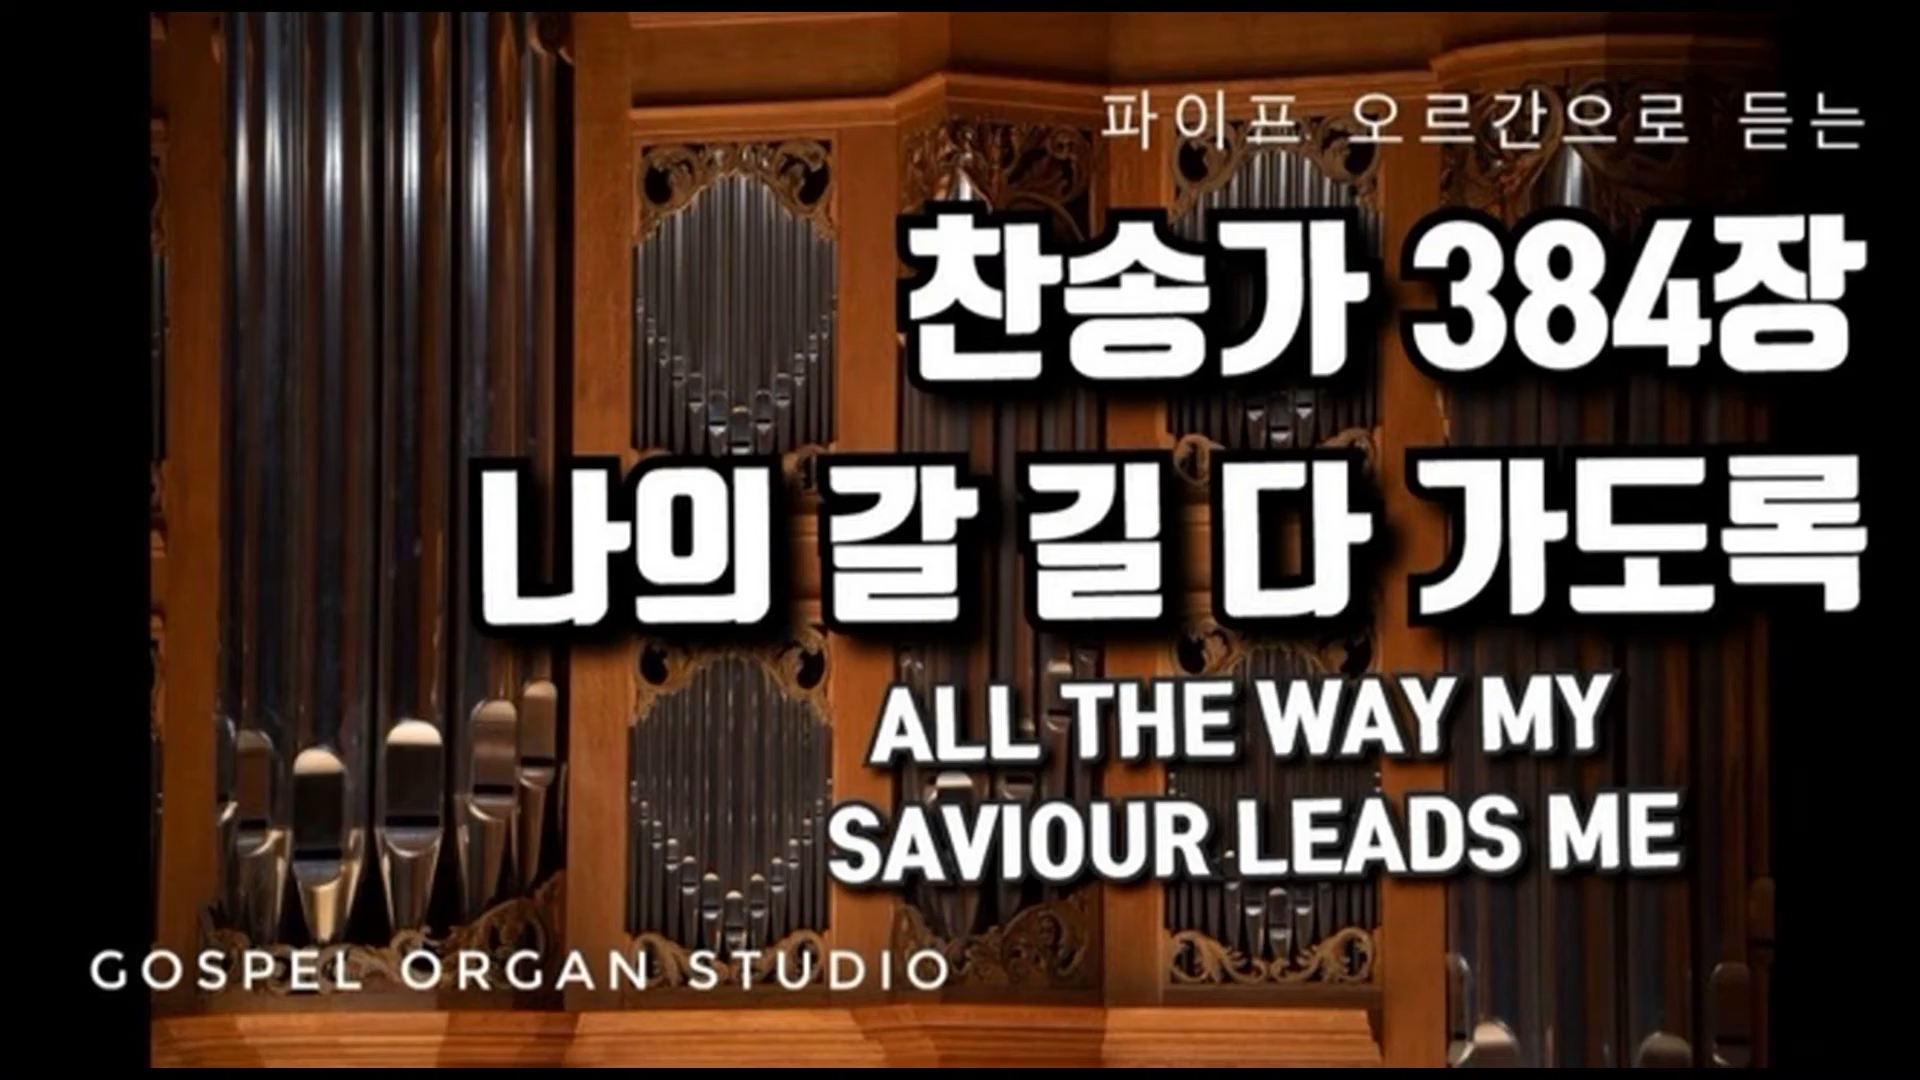 파이프 오르간으로 듣는
찬송가 384장
나의 갈 길 다 가도록
ALL THE WAY MY
SAVIOUR LEADS ME
GOSPEL ORGAN STUDIO